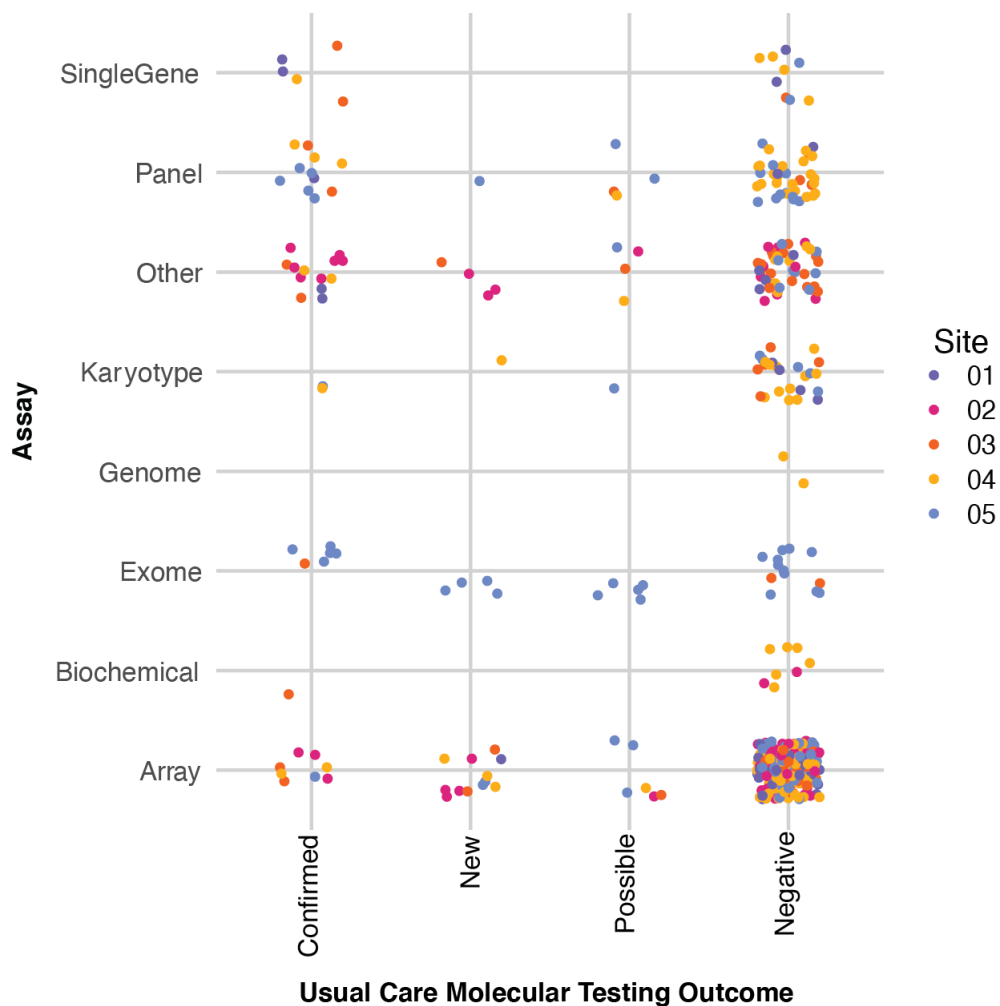 SingleGene
Panel
Other
Karyotype
Genome
Exome
Biochemical
Array
Assay
Confirmed
New
Possible
Negative
Usual Care Molecular Testing Outcome
Site
01
02
03
04
05